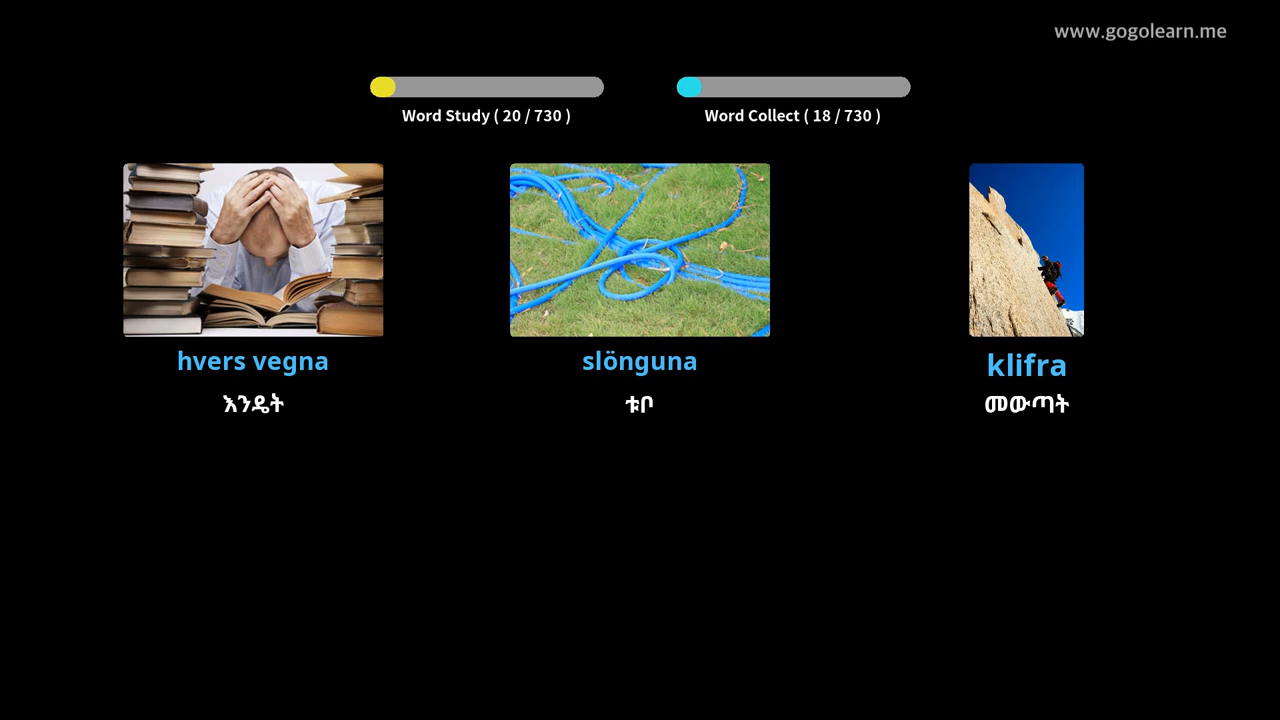 www.gogolearn.me
Word Study ( 20 / 730 )
Word Collect ( 18 / 730 )
hvers vegna
slönguna
klifra
እንዴት
ቱቦ
መውጣት